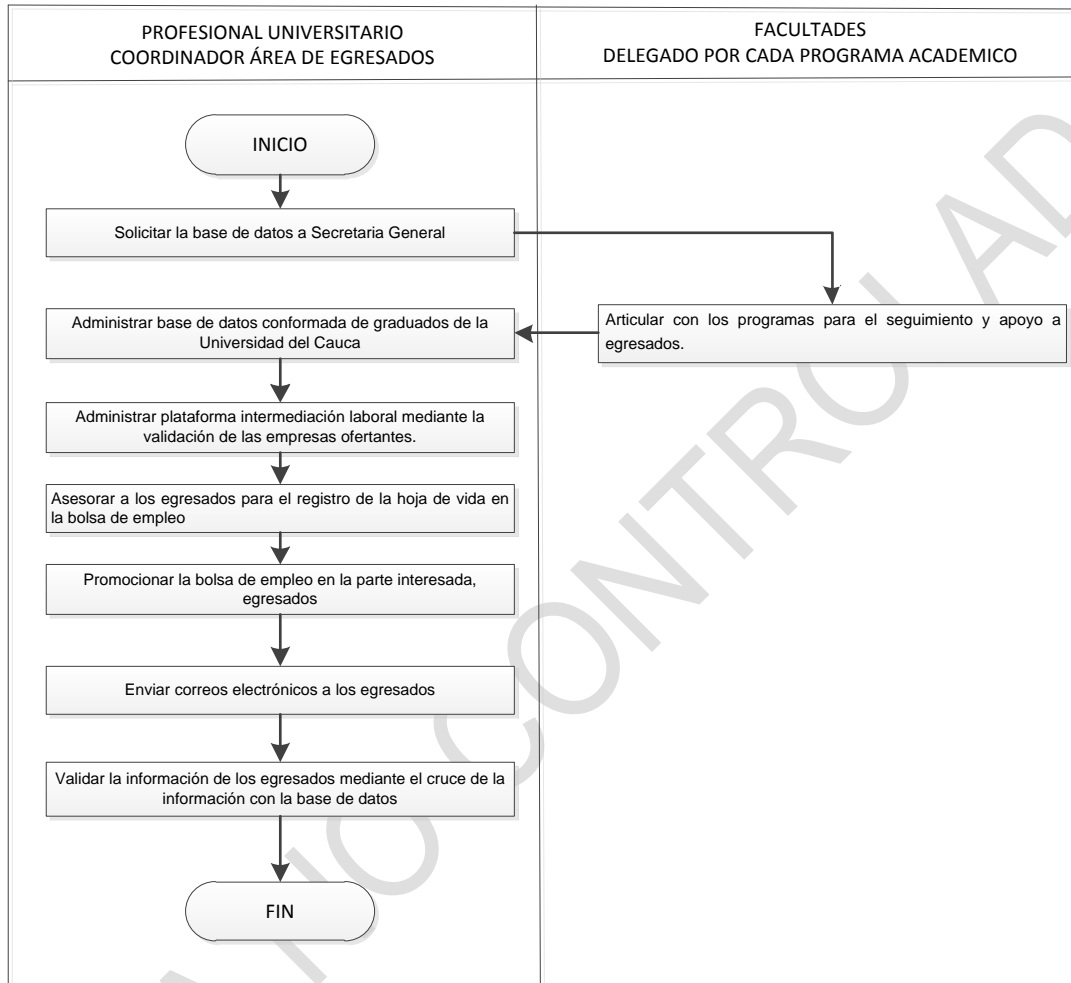 PROFESIONAL UNIVERSITARIO
COORDINADOR ÁREA DE EGRESADOS
FACULTADES
DELEGADO POR CADA PROGRAMA ACADEMICO
INICIO
Solicitar la base de datos a Secretaria General
Articular con los programas para el seguimiento y apoyo a
egresados.
Administrar base de datos conformada de graduados de la
Universidad del Cauca
Administrar plataforma intermediación laboral mediante la
validación de las empresas ofertantes.
Asesorar a los egresados para el registro de la hoja de vida en
la bolsa de empleo
Promocionar la bolsa de empleo en la parte interesada,
egresados
Enviar correos electrónicos a los egresados
Validar la información de los egresados mediante el cruce de la
información con la base de datos
FIN
NO CONTROLAD